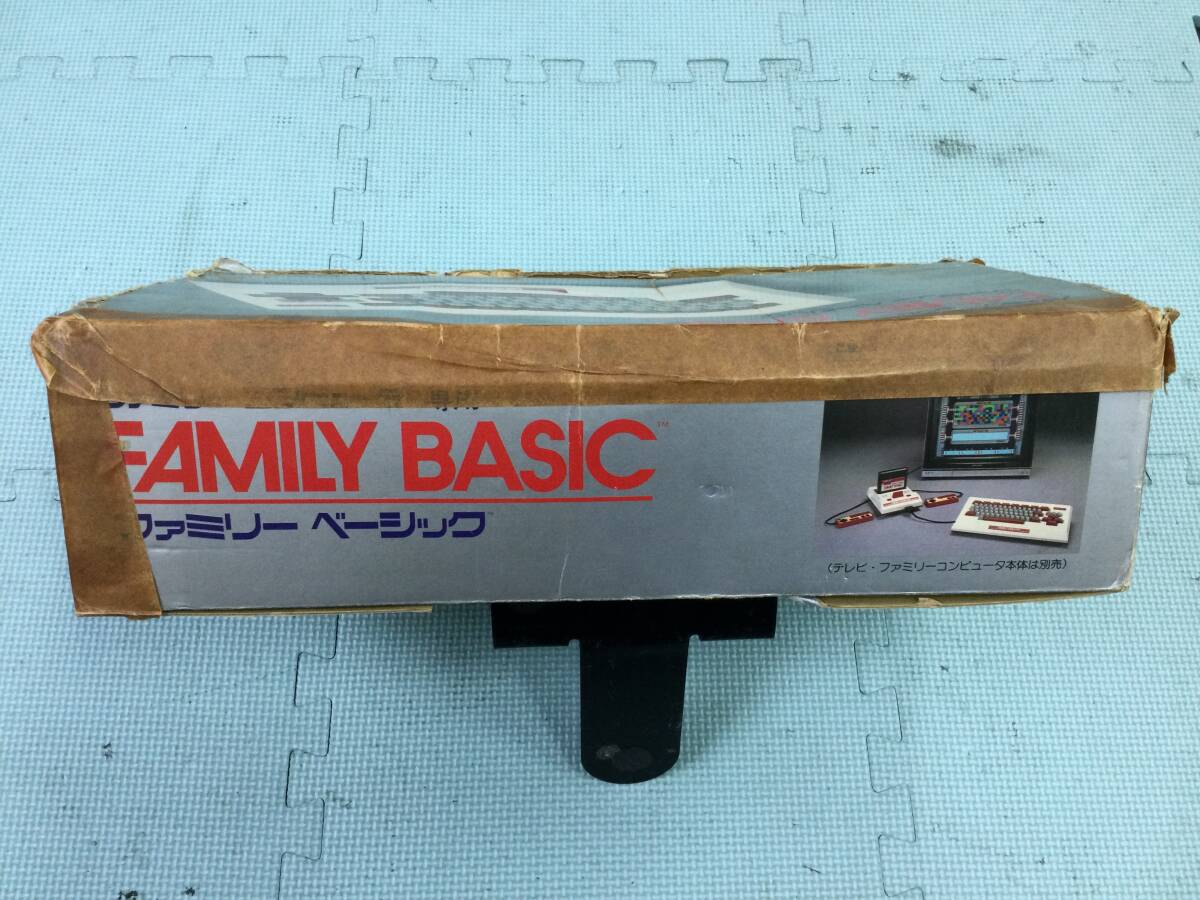 FAMILY BASIC™
ファミリー ベーシック
(テレビ・ファミリーコンピュータ本体は別売)